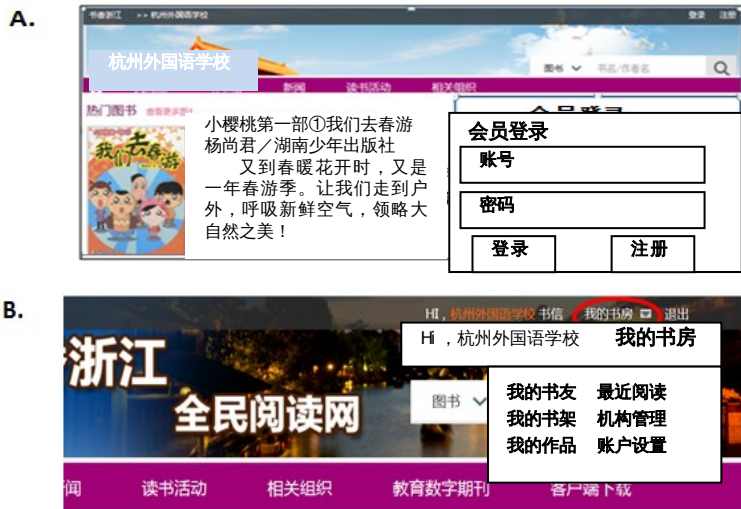 A.
书香浙江 >> 杭州外国语学校
登录 注册
杭州外国语学校
图书 书名/作者名
新闻 读书活动 相关组织
热门图书
我们去春游
小樱桃第一部①我们去春游
杨尚君／湖南少年出版社
又到春暖花开时，又是
一年春游季。让我们走到户
外，呼吸新鲜空气，领略大
自然之美！
会员登录
账号
密码
登录 注册
B.
HI，杭州外国语学校 书信 我的书房 退出
Hi，杭州外国语学校 我的书房
浙江
全民阅读网
图书
我的书友 最近阅读
我的书架 机构管理
我的作品 账户设置
闻 读书活动 相关组织 教育数字期刊 客户端下载